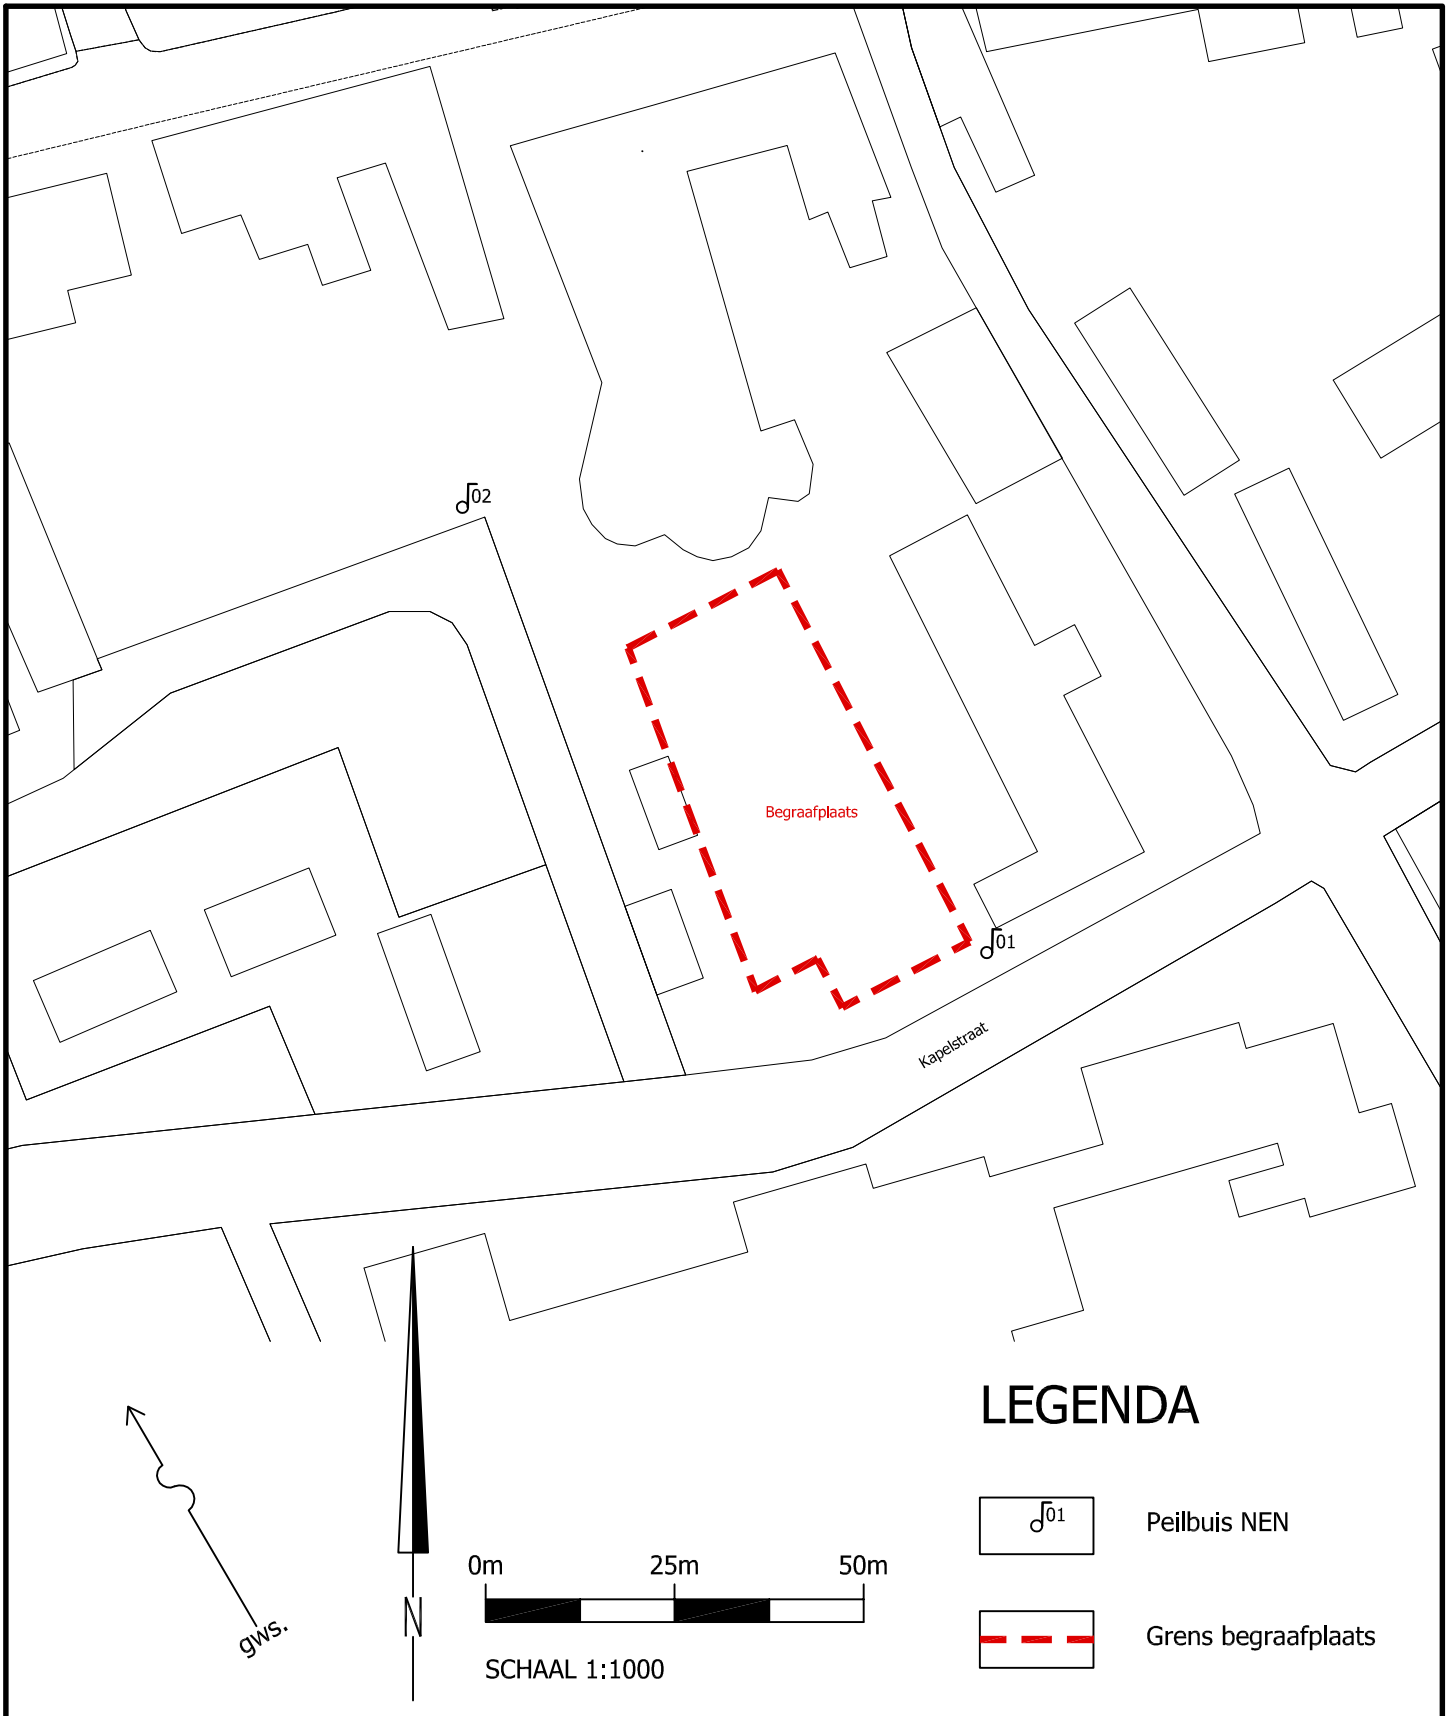 02
Begraafplaats
01
Kapelstraat
LEGENDA
01
Peilbuis NEN
0m
25m
50m
N
gws.
Grens begraafplaats
SCHAAL 1:1000